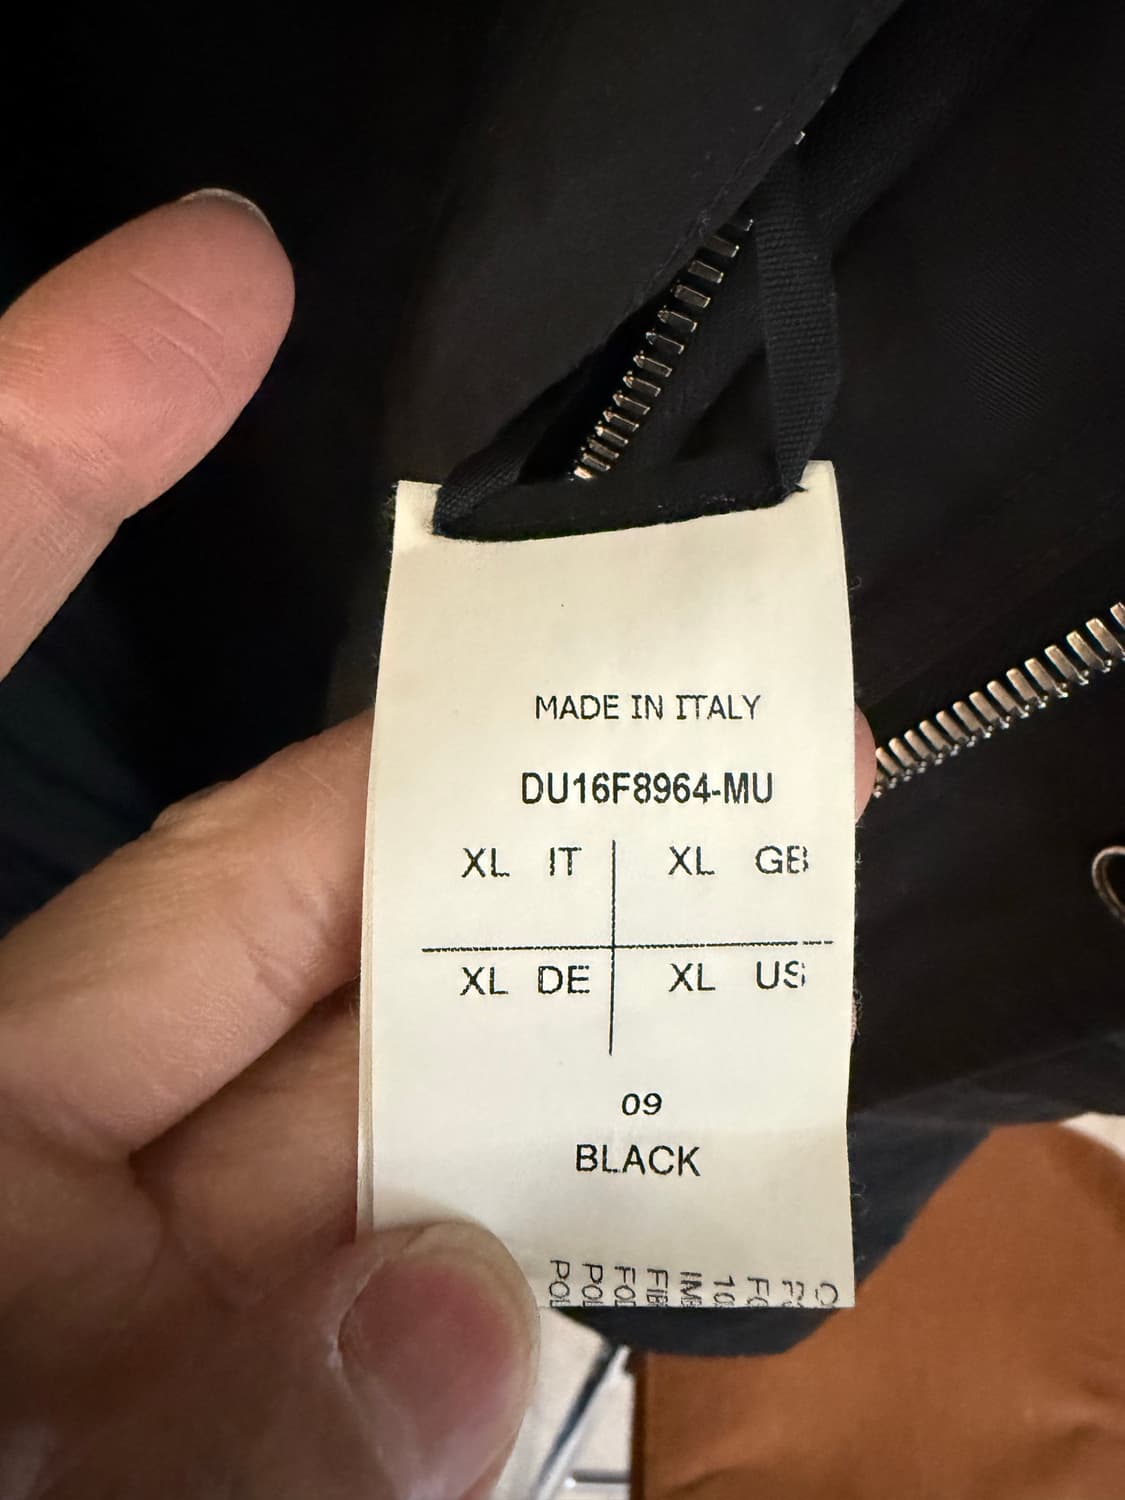 MADE IN ITALY
DU16F8964-MU
XL IT XL GB
XL DE XL US
09
BLACK